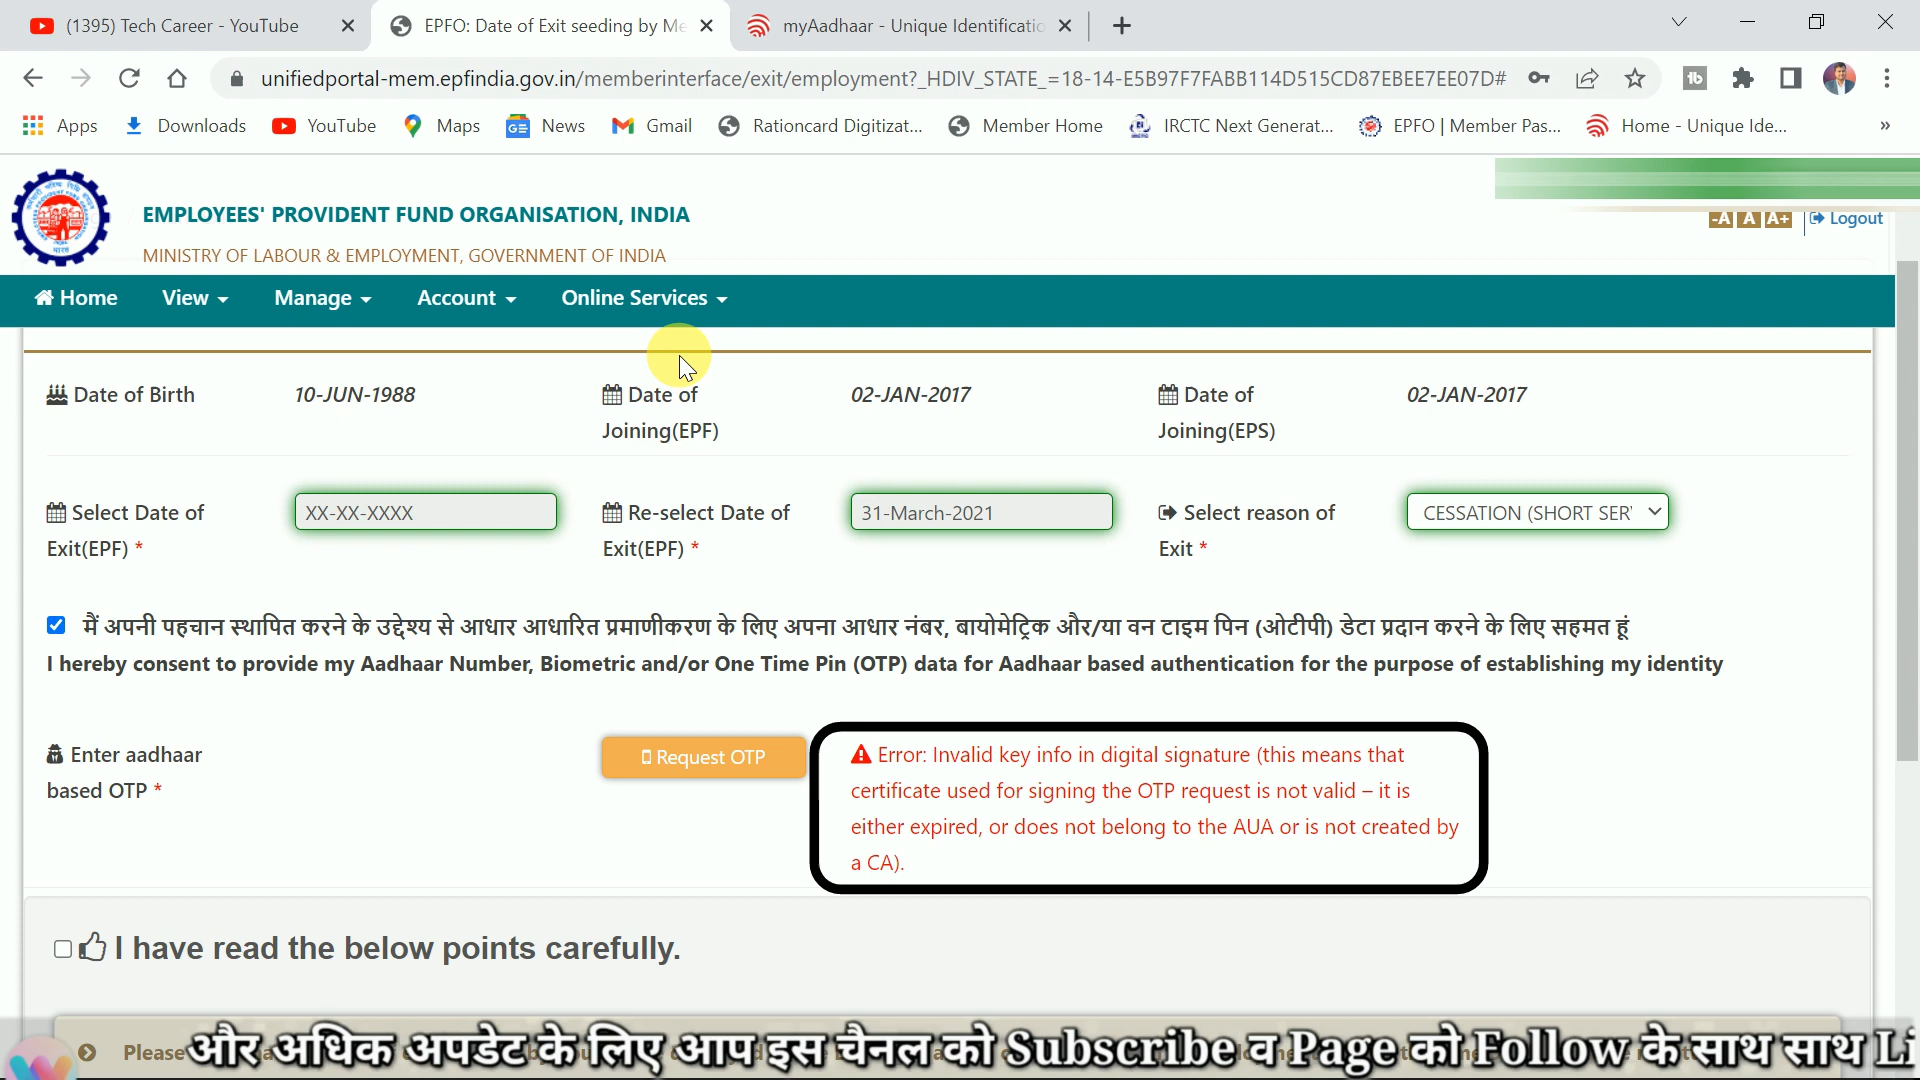 (1395) Tech Career - YouTube
EPFO: Date of Exit seeding by Me
myAadhaar - Unique Identificatio
unifiedportal-mem.epfindia.gov.in/memberinterface/exit/employment?_HDIV_STATE_=18-14-E5B97F7FABB114D515CD87EBEE7EE07D#
Apps Downloads YouTube Maps News Gmail Rationcard Digitizat... Member Home IRCTC Next Generat... EPFO | Member Pas... Home - Unique Ide... »
EMPLOYEES' PROVIDENT FUND ORGANISATION, INDIA
MINISTRY OF LABOUR & EMPLOYMENT, GOVERNMENT OF INDIA
-A A A+ Logout
Home View Manage Account Online Services
Date of Birth 10-JUN-1988 Date of Joining(EPF) 02-JAN-2017 Date of Joining(EPS) 02-JAN-2017
Select Date of Exit(EPF) * XX-XX-XXXX Re-select Date of Exit(EPF) * 31-March-2021 Select reason of Exit * CESSATION (SHORT SER
मैं अपनी पहचान स्थापित करने के उद्देश्य से आधार आधारित प्रमाणीकरण के लिए अपना आधार नंबर, बायोमेट्रिक और/या वन टाइम पिन (ओटीपी) डेटा प्रदान करने के लिए सहमत हूं
I hereby consent to provide my Aadhaar Number, Biometric and/or One Time Pin (OTP) data for Aadhaar based authentication for the purpose of establishing my identity
Enter aadhaar
based OTP *
Request OTP
Error: Invalid key info in digital signature (this means that
certificate used for signing the OTP request is not valid – it is
either expired, or does not belong to the AUA or is not created by
a CA).
I have read the below points carefully.
Please
और अधिक अपडेट के लिए आप इस चैनल को Subscribe व Page को Follow के साथ साथ Li